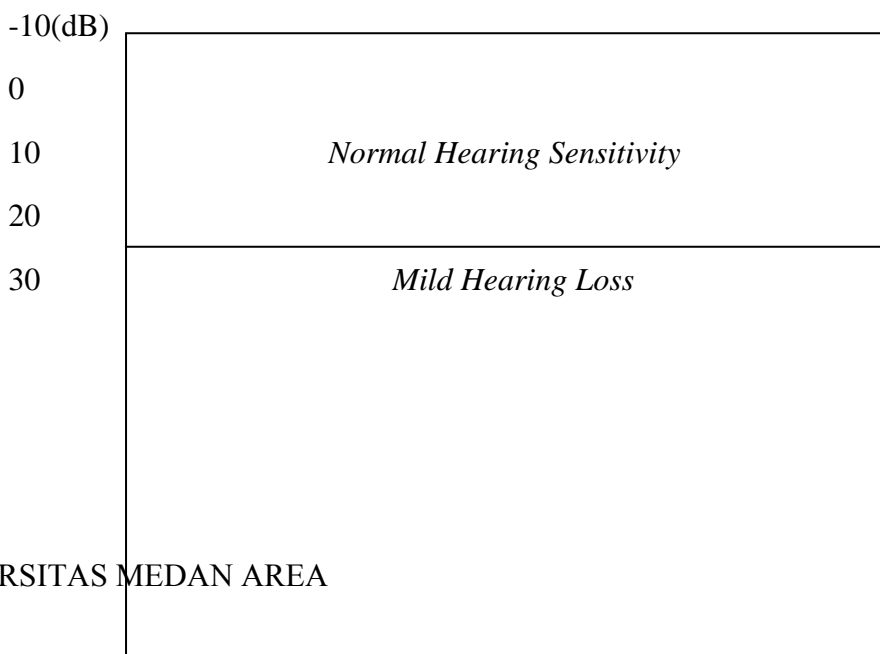 -10(dB)
0
10 Normal Hearing Sensitivity
20
30 Mild Hearing Loss
RSITAS MEDAN AREA